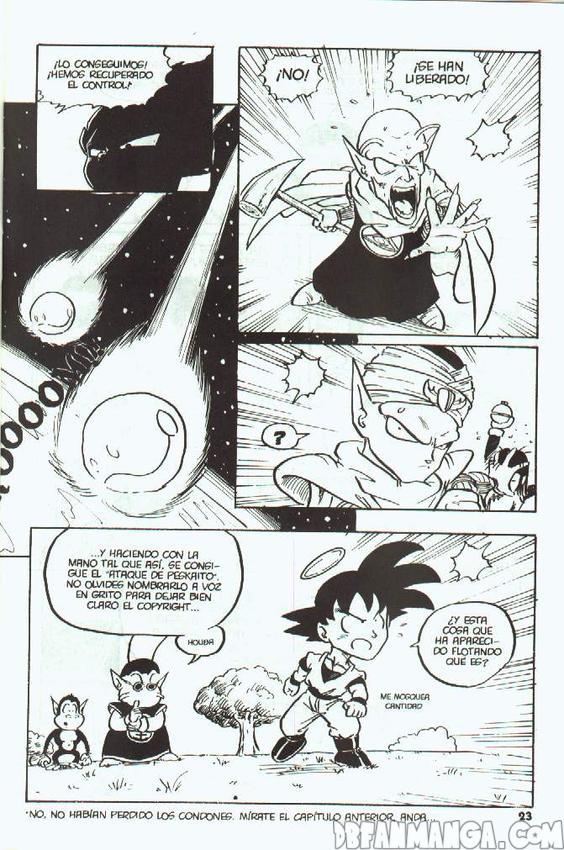 ¡LO CONSEGUIMOS!
¡HEMOS RECUPERADO
EL CONTROL!*
¡NO!
¡SE HAN
LIBERADO!
?
...Y HACIENDO CON LA
MANO TAL QUE ASÍ, SE CONSI-
GUE EL "ATAQUE DE PESKAITO".
NO OLVIDES NOMBRARLO A VOZ
EN GRITO PARA DEJAR BIEN
CLARO EL COPYRIGHT...
HOUBA
¿Y ESTA
COSA QUE
HA APARECI-
DO FLOTANDO
QUE ES?
ME MOSQUEA
CANTIDAD
*NO, NO HABÍAN PERDIDO LOS CONDONES. MÍRATE EL CAPÍTULO ANTERIOR, ANDA...
23
DBFANMANGA.COM